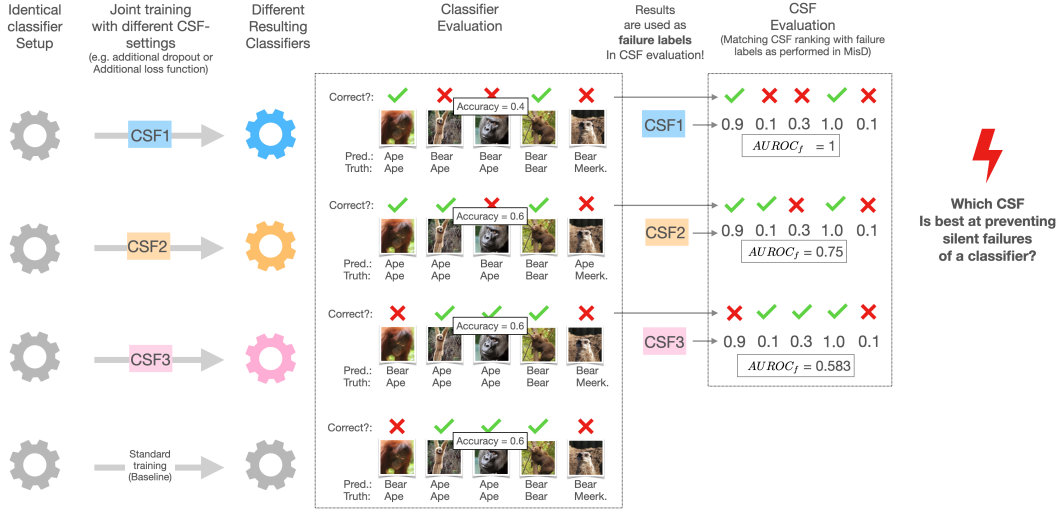 Identical
classifier
Setup
Joint training
with different CSF-
settings
(e.g. additional dropout or
Additional loss function)
Different
Resulting
Classifiers
Classifier
Evaluation
Results
are used as
failure labels
In CSF evaluation!
CSF
Evaluation
(Matching CSF ranking with failure
labels as performed in MisD)
CSF1
Correct?:
Accuracy = 0.4
Pred.: Ape Bear Bear Bear Bear
Truth: Ape Ape Ape Bear Meerk.
CSF1
0.9 0.1 0.3 1.0 0.1
AUROC_f = 1
CSF2
Correct?:
Accuracy = 0.6
Pred.: Ape Ape Bear Bear Ape
Truth: Ape Ape Ape Bear Meerk.
CSF2
0.9 0.1 0.3 1.0 0.1
AUROC_f = 0.75
CSF3
Correct?:
Accuracy = 0.6
Pred.: Bear Ape Ape Bear Bear
Truth: Ape Ape Ape Bear Meerk.
CSF3
0.9 0.1 0.3 1.0 0.1
AUROC_f = 0.583
Standard
training
(Baseline)
Correct?:
Accuracy = 0.6
Pred.: Bear Ape Ape Bear Bear
Truth: Ape Ape Ape Bear Meerk.
Which CSF
Is best at preventing
silent failures
of a classifier?